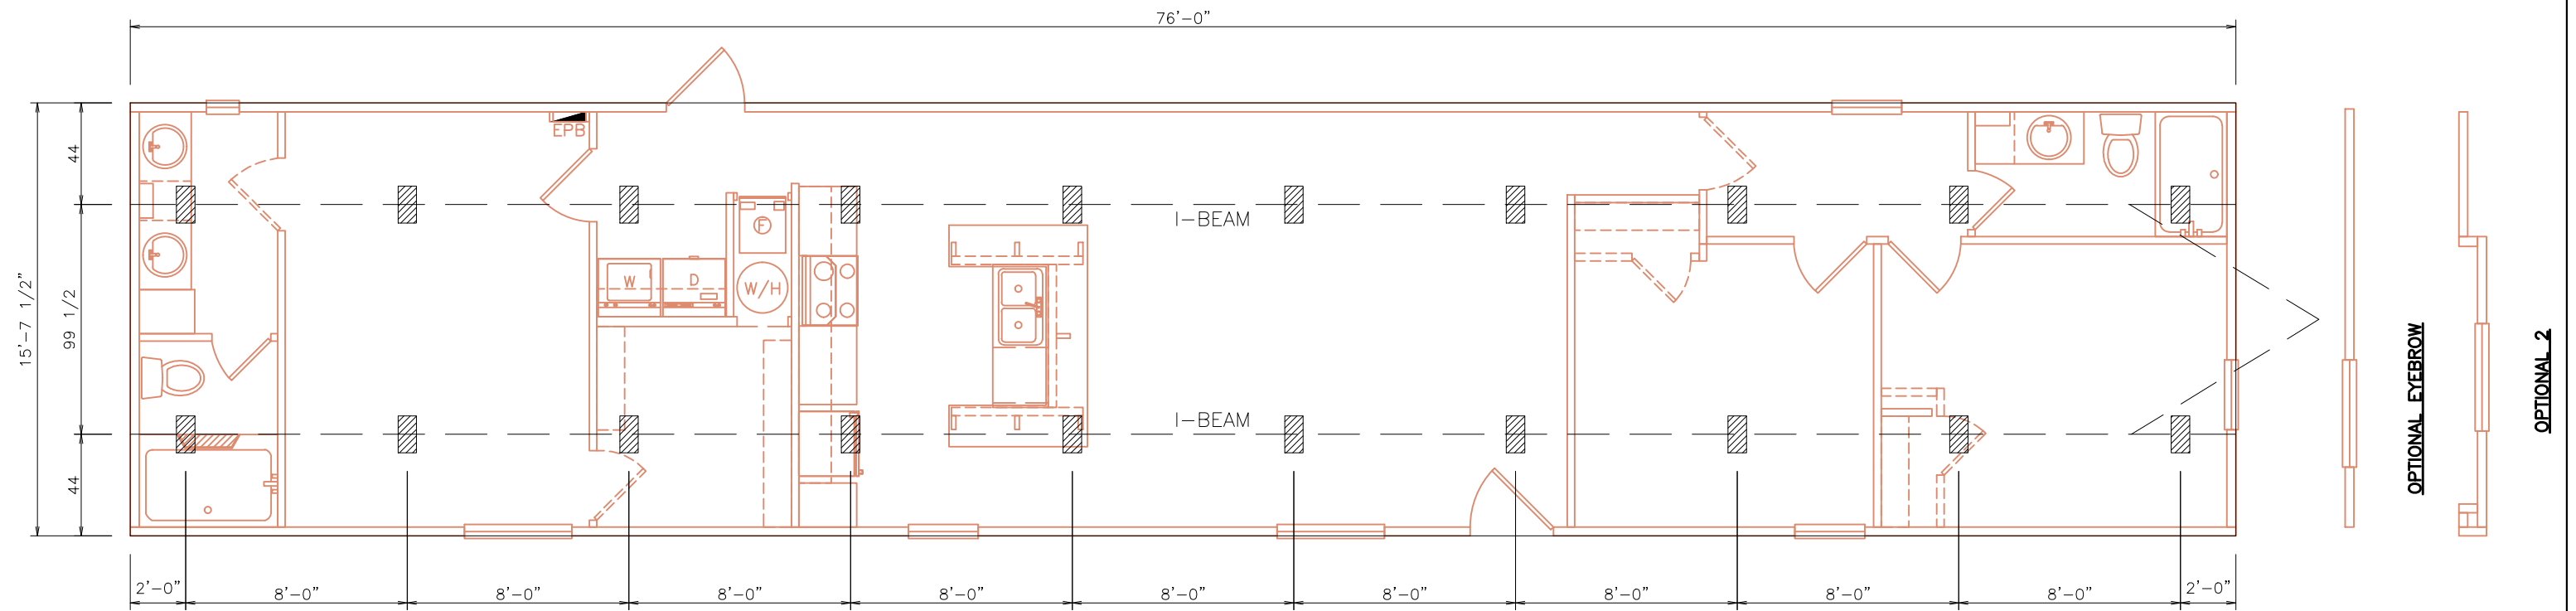 76'-0"
EPB
44
F
I-BEAM
W
D
W/H
15'-7 1/2"
99 1/2
OPTIONAL EYEBROW
OPTIONAL 2
I-BEAM
44
2'-0"
8'-0"
8'-0"
8'-0"
8'-0"
8'-0"
8'-0"
8'-0"
8'-0"
8'-0"
2'-0"